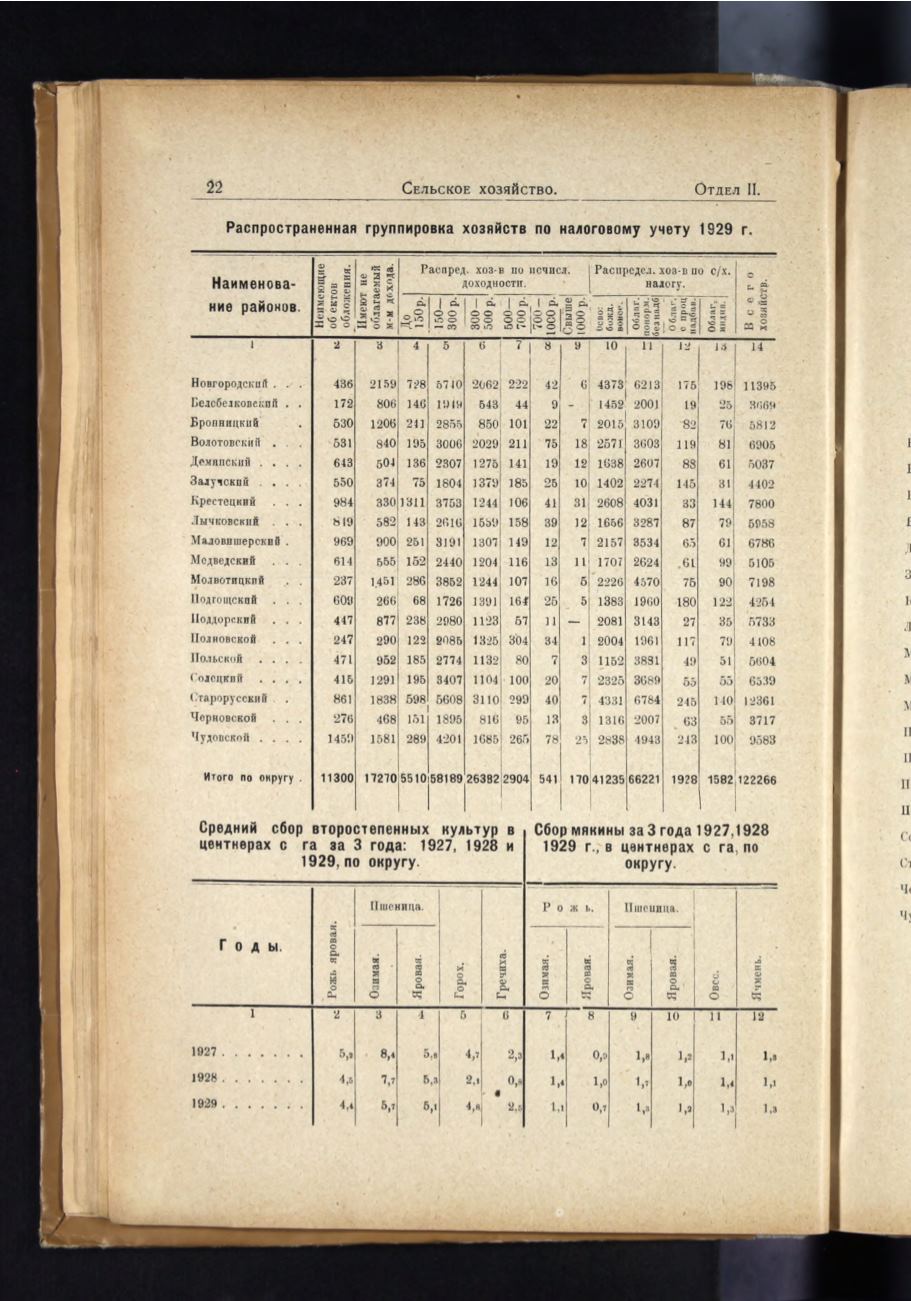 22 Сельское хозяйство. Отдел II.
Распространенная группировка хозяйств по налоговому учету 1929 г.
Наименова-
ние районов.
Неимеющие
об'ектов
обложения.
Имеют не
облагаемый
м-м дохода.
Распред. хоз-в по исчисл.
доходности.
До
150 р.
150—
300 р.
300—
500 р.
500—
700 р.
700—
1000 р.
Свыше
1000 р.
Распредел. хоз-в по с/х.
налогу.
Осво-
божд.
Облаг.
понорм.
без надб
Облаг.
с проц
надбав.
Облаг.
индив.
Всего
хозяйств.
1 2 3 4 5 6 7 8 9 10 11 12 13 14
Новгородский . . . 436 2159 728 5740 2062 222 42 6 4373 6213 175 198 11395
Белебелковский . . 172 806 146 1949 543 44 9 - 1452 2001 19 25 3669
Бронницкий . 530 1206 241 2855 850 101 22 7 2015 3109 82 76 5812
Волотовский . . . 531 840 195 3006 2029 211 75 18 2571 3603 119 81 6905
Демянский . . . . 643 504 136 2307 1275 141 19 12 1638 2607 88 61 5037
Залучский . . . . 550 374 75 1804 1379 185 25 10 1402 2274 145 31 4402
Крестецкий . . . 984 330 1311 3753 1244 106 41 31 2608 4031 33 144 7800
Лычковский . . . 819 582 143 2616 1589 158 39 12 1656 3287 87 79 5958
Маловишерский . 969 900 251 3191 1307 149 12 7 2157 3534 65 61 6786
Медведский . . . 614 555 152 2440 1204 116 13 11 1707 2624 61 99 5105
Молвотицкий . . 237 1451 286 3852 1244 107 16 5 2226 4570 75 90 7198
Подгощский . . . 609 266 68 1726 1391 164 25 5 1383 1960 180 122 4254
Поддорский . . . 447 877 238 2980 1123 57 11 — 2081 3143 27 35 5733
Полновской . . . 247 290 122 2085 1325 304 34 1 2004 1961 117 79 4408
Польской . . . . 471 952 185 2774 1132 80 7 3 1152 3881 49 51 5604
Солецкий . . . . 415 1291 195 3407 1104 100 20 7 2325 3689 55 55 6539
Старорусский . . 861 1838 598 5608 3110 299 40 7 4331 6784 245 140 12361
Черновской . . . 276 468 151 1895 816 95 13 3 1316 2007 63 55 3717
Чудовской . . . . 1459 1581 289 4201 1685 265 78 25 2838 4943 243 100 9583
Итого по округу . 11300 17270 5510 58189 26382 2904 541 170 41235 66221 1928 1582 122266
Средний сбор второстепенных культур в
центнерах с га за 3 года: 1927, 1928 и
1929, по округу.
Сбор мякины за 3 года 1927, 1928
1929 г., в центнерах с га, по
округу.
Годы.
Рожь яровая.
Пшеница.
Озимая.
Яровая.
Горох.
Гречиха.
Рожь.
Озимая.
Яровая.
Пшеница.
Озимая.
Яровая.
Овес.
Ячмень.
1 2 3 4 5 6 7 8 9 10 11 12
1927 . . . . . . . 8,4 5,8 4,7 2,3 1,4 0,9 1,8 1,2 1,1
1928 . . . . . . . 4,5 7,7 5,3 2,1 1,4 1,0 1,7 1,0 1,4 1,1
1929 . . . . . . . 4,4 5,7 5,1 4,8 2,5 1,1 0,7 1,3 1,2 1,3 1,3